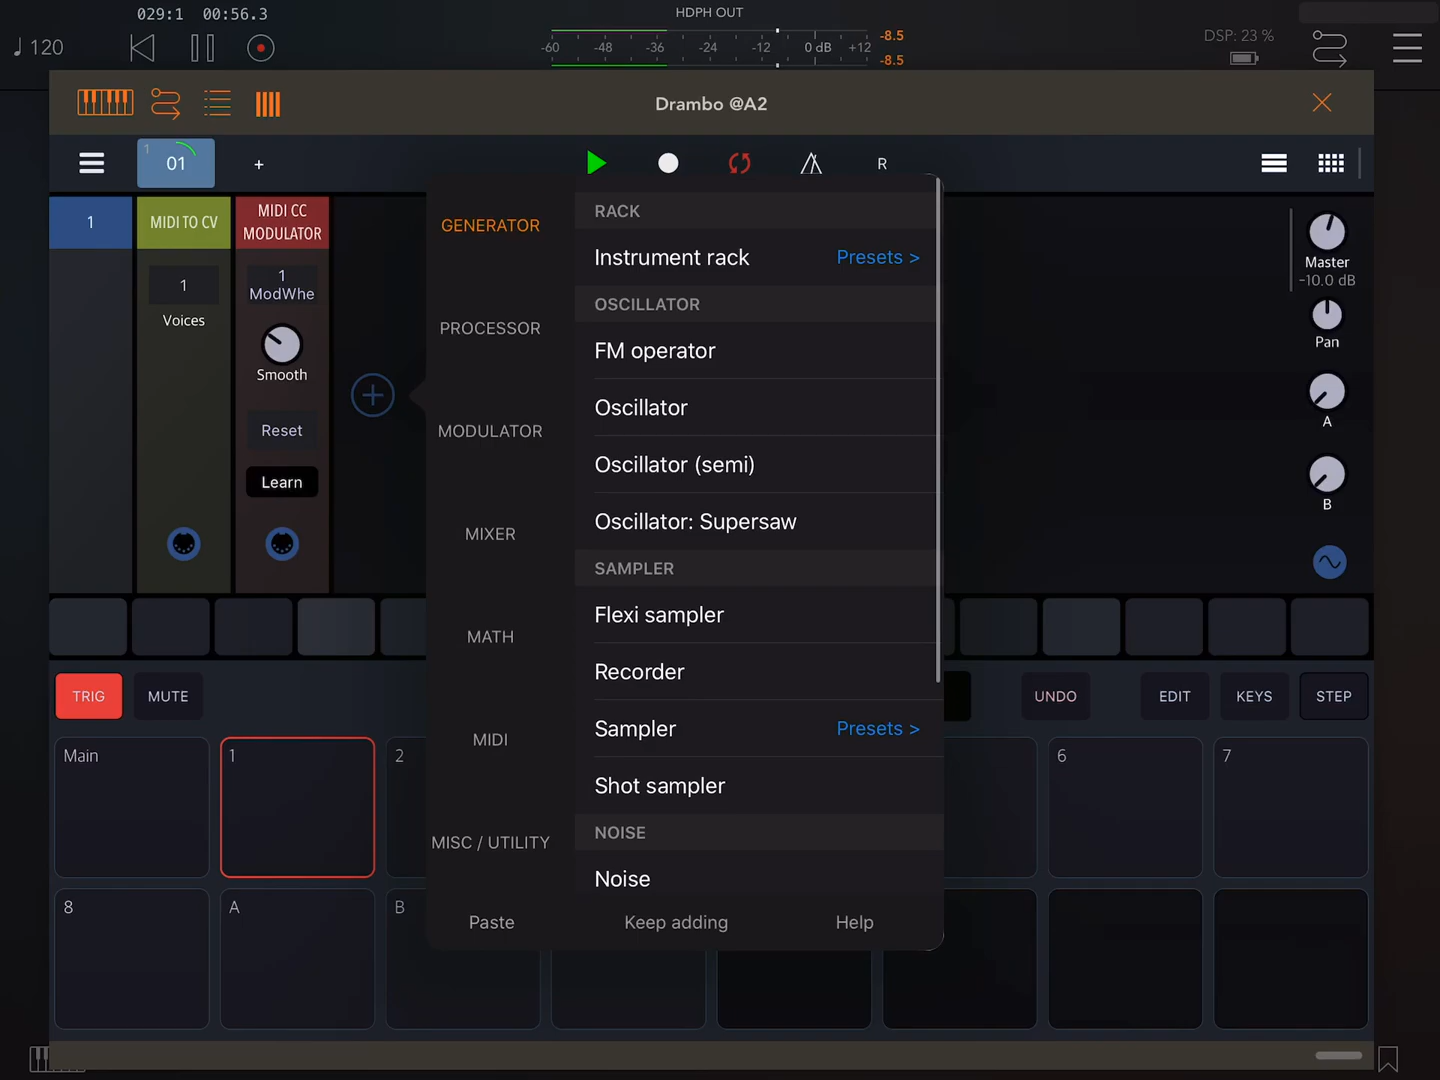 029:1 00:56.3
HDPH OUT
120
-60 -48 -36 -24 -12 0 dB +12
-8.5
-8.5
DSP: 23 %
Drambo @A2
1 01 +
R
1
MIDI TO CV
MIDI CC MODULATOR
1
Voices
1
ModWhe
Smooth
Reset
Learn
GENERATOR
PROCESSOR
MODULATOR
MIXER
MATH
MIDI
MISC / UTILITY
RACK
Instrument rack Presets >
OSCILLATOR
FM operator
Oscillator
Oscillator (semi)
Oscillator: Supersaw
SAMPLER
Flexi sampler
Recorder
Sampler Presets >
Shot sampler
NOISE
Noise
Paste Keep adding Help
Master
-10.0 dB
Pan
A
B
TRIG MUTE UNDO EDIT KEYS STEP
Main 1 2 6 7
8 A B